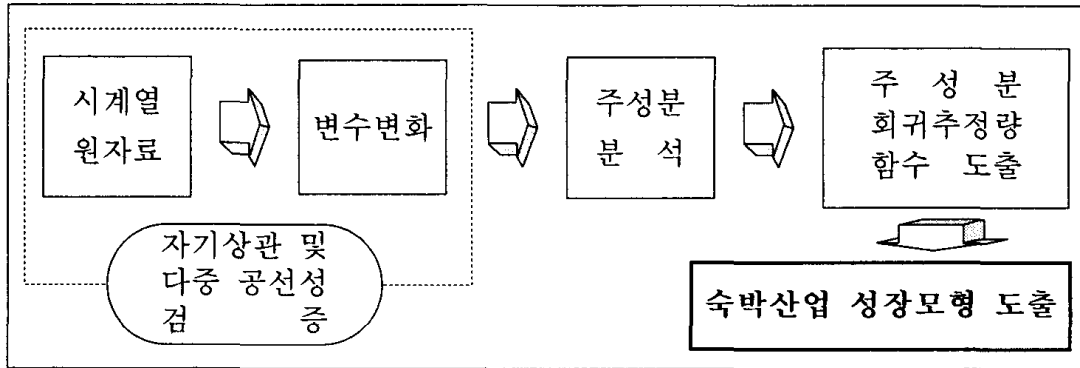 시계열
원자료
변수변화
주성분
분 석
주 성 분
회귀추정량
함수 도출
자기상관 및
다중 공선성
검 증
숙박산업 성장모형 도출